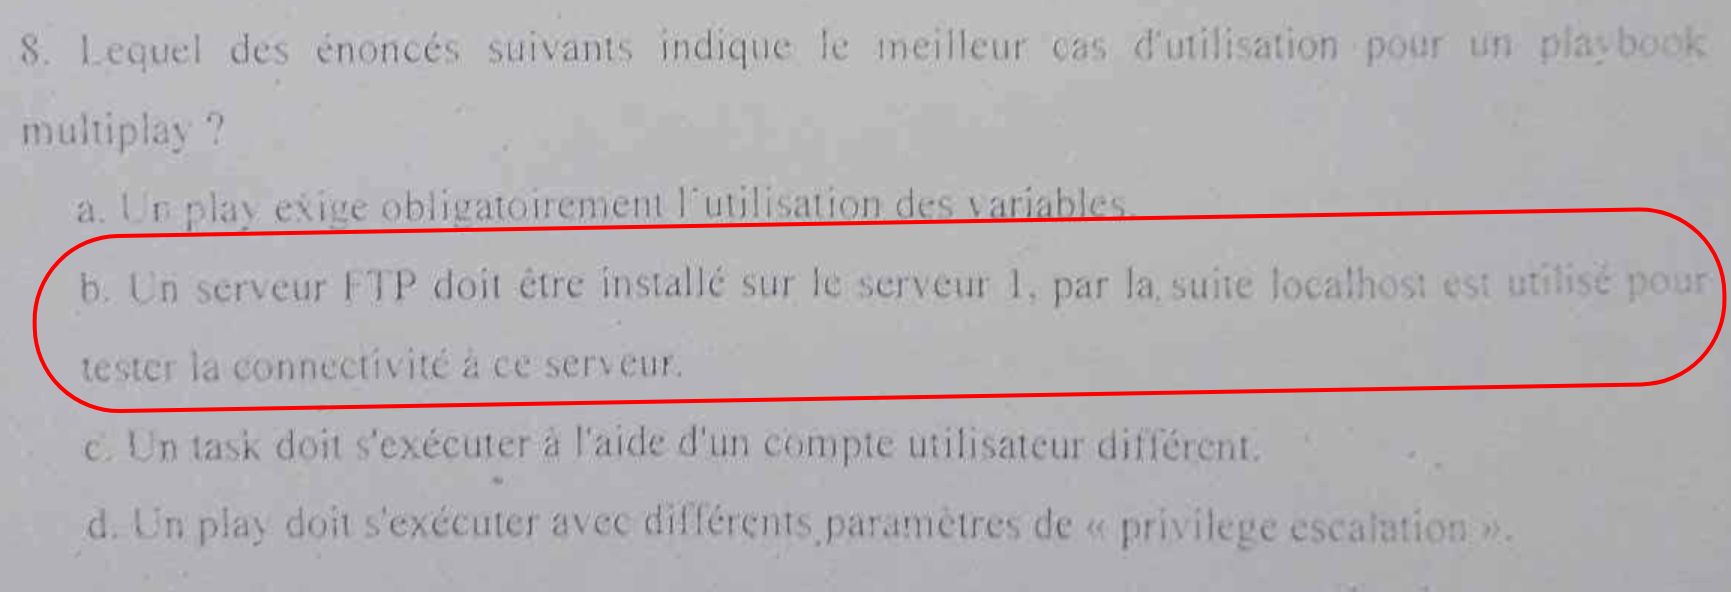 8. Lequel des énoncés suivants indique le meilleur cas d'utilisation pour un playbook
multiplay ?
a. Un play exige obligatoirement l'utilisation des variables.
b. Un serveur FTP doit être installé sur le serveur 1, par la suite localhost est utilisé pour
tester la connectivité à ce serveur.
c. Un task doit s'exécuter à l'aide d'un compte utilisateur différent.
d. Un play doit s'exécuter avec différents paramètres de « privilege escalation ».